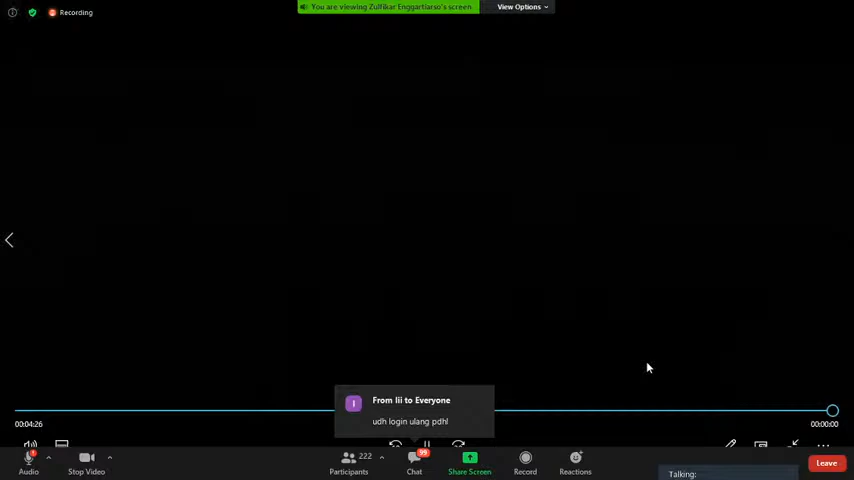 Recording
You are viewing Zulfikar Enggartiarso's screen
View Options
From lii to Everyone
I
udh login ulang pdhl
00:04:26
00:00:00
222
99
Audio
Stop Video
Participants
Chat
Share Screen
Record
Reactions
Leave
Talking: